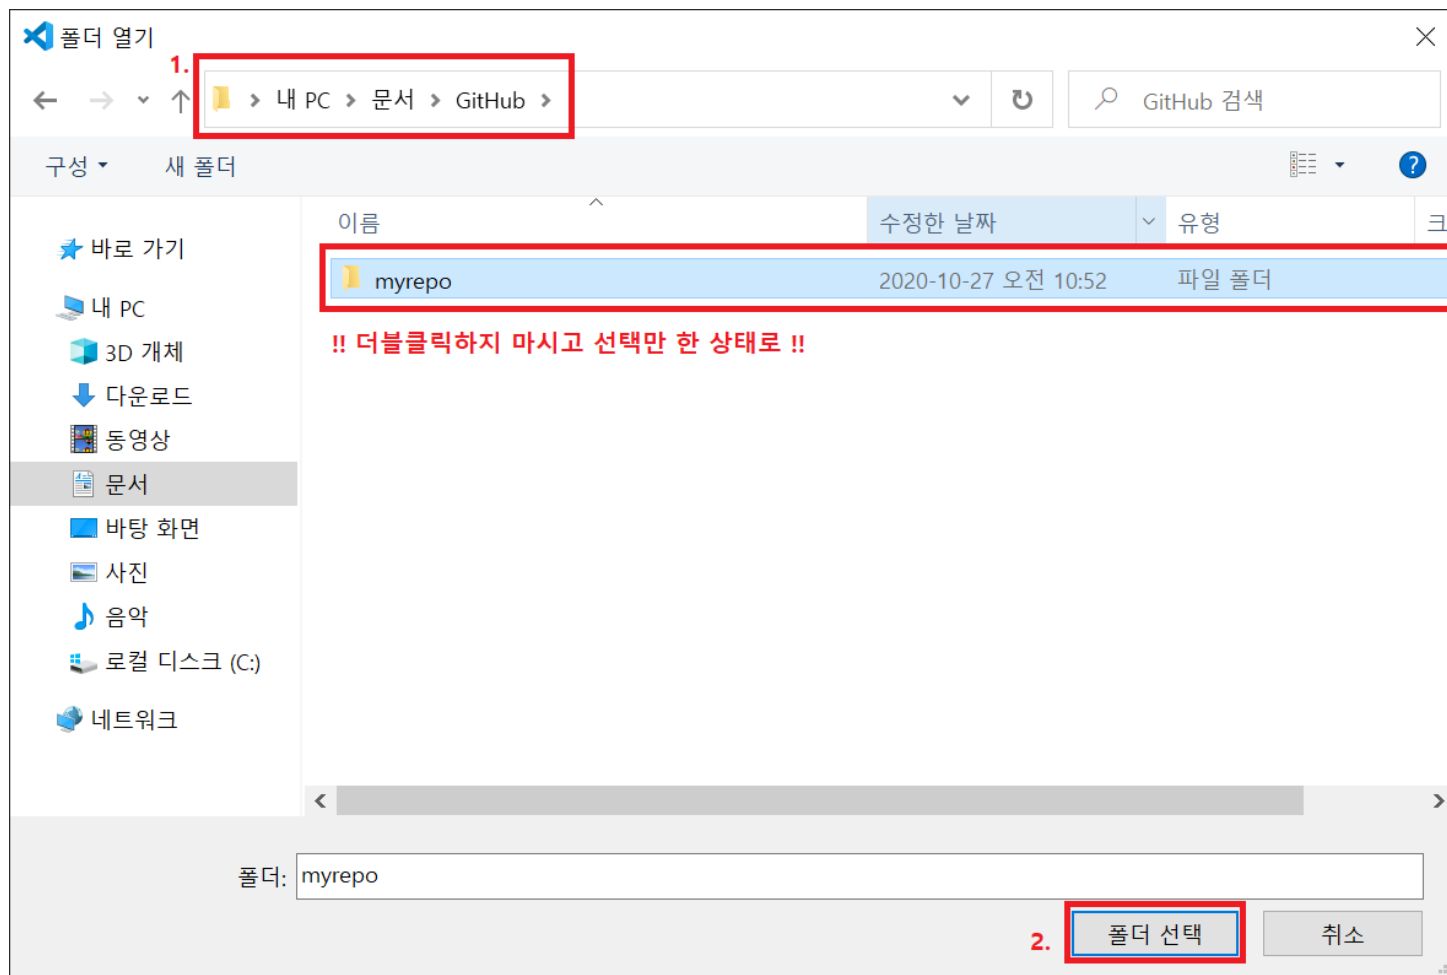 폴더 열기
1.
내 PC > 문서 > GitHub >
GitHub 검색
구성
새 폴더
이름
수정한 날짜
유형
크
바로 가기
myrepo
2020-10-27 오전 10:52
파일 폴더
내 PC
!! 더블클릭하지 마시고 선택만 한 상태로 !!
3D 개체
다운로드
동영상
문서
바탕 화면
사진
음악
로컬 디스크 (C:)
네트워크
폴더: myrepo
2.
폴더 선택
취소